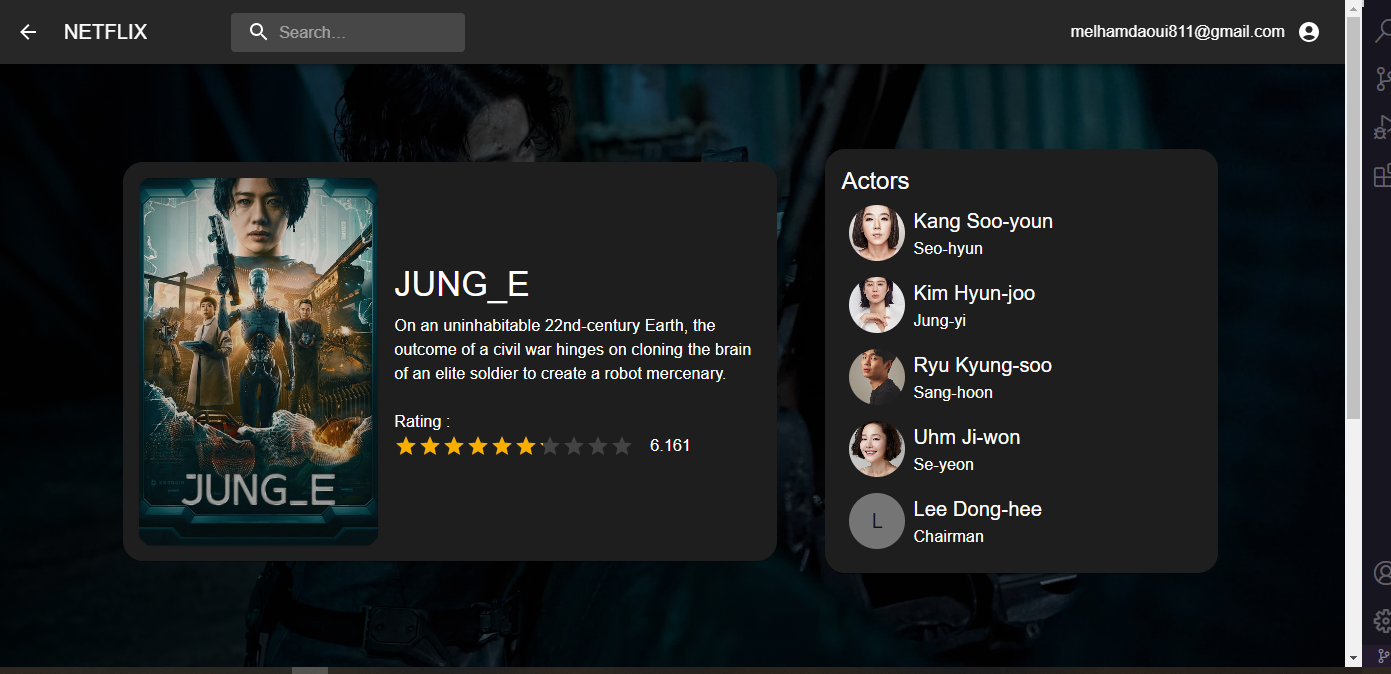 NETFLIX
Search…
melhamdaoui811@gmail.com
JUNG_E
JUNG_E
On an uninhabitable 22nd-century Earth, the
outcome of a civil war hinges on cloning the brain
of an elite soldier to create a robot mercenary.
Rating :
6.161
Actors
Kang Soo-youn
Seo-hyun
Kim Hyun-joo
Jung-yi
Ryu Kyung-soo
Sang-hoon
Uhm Ji-won
Se-yeon
L
Lee Dong-hee
Chairman